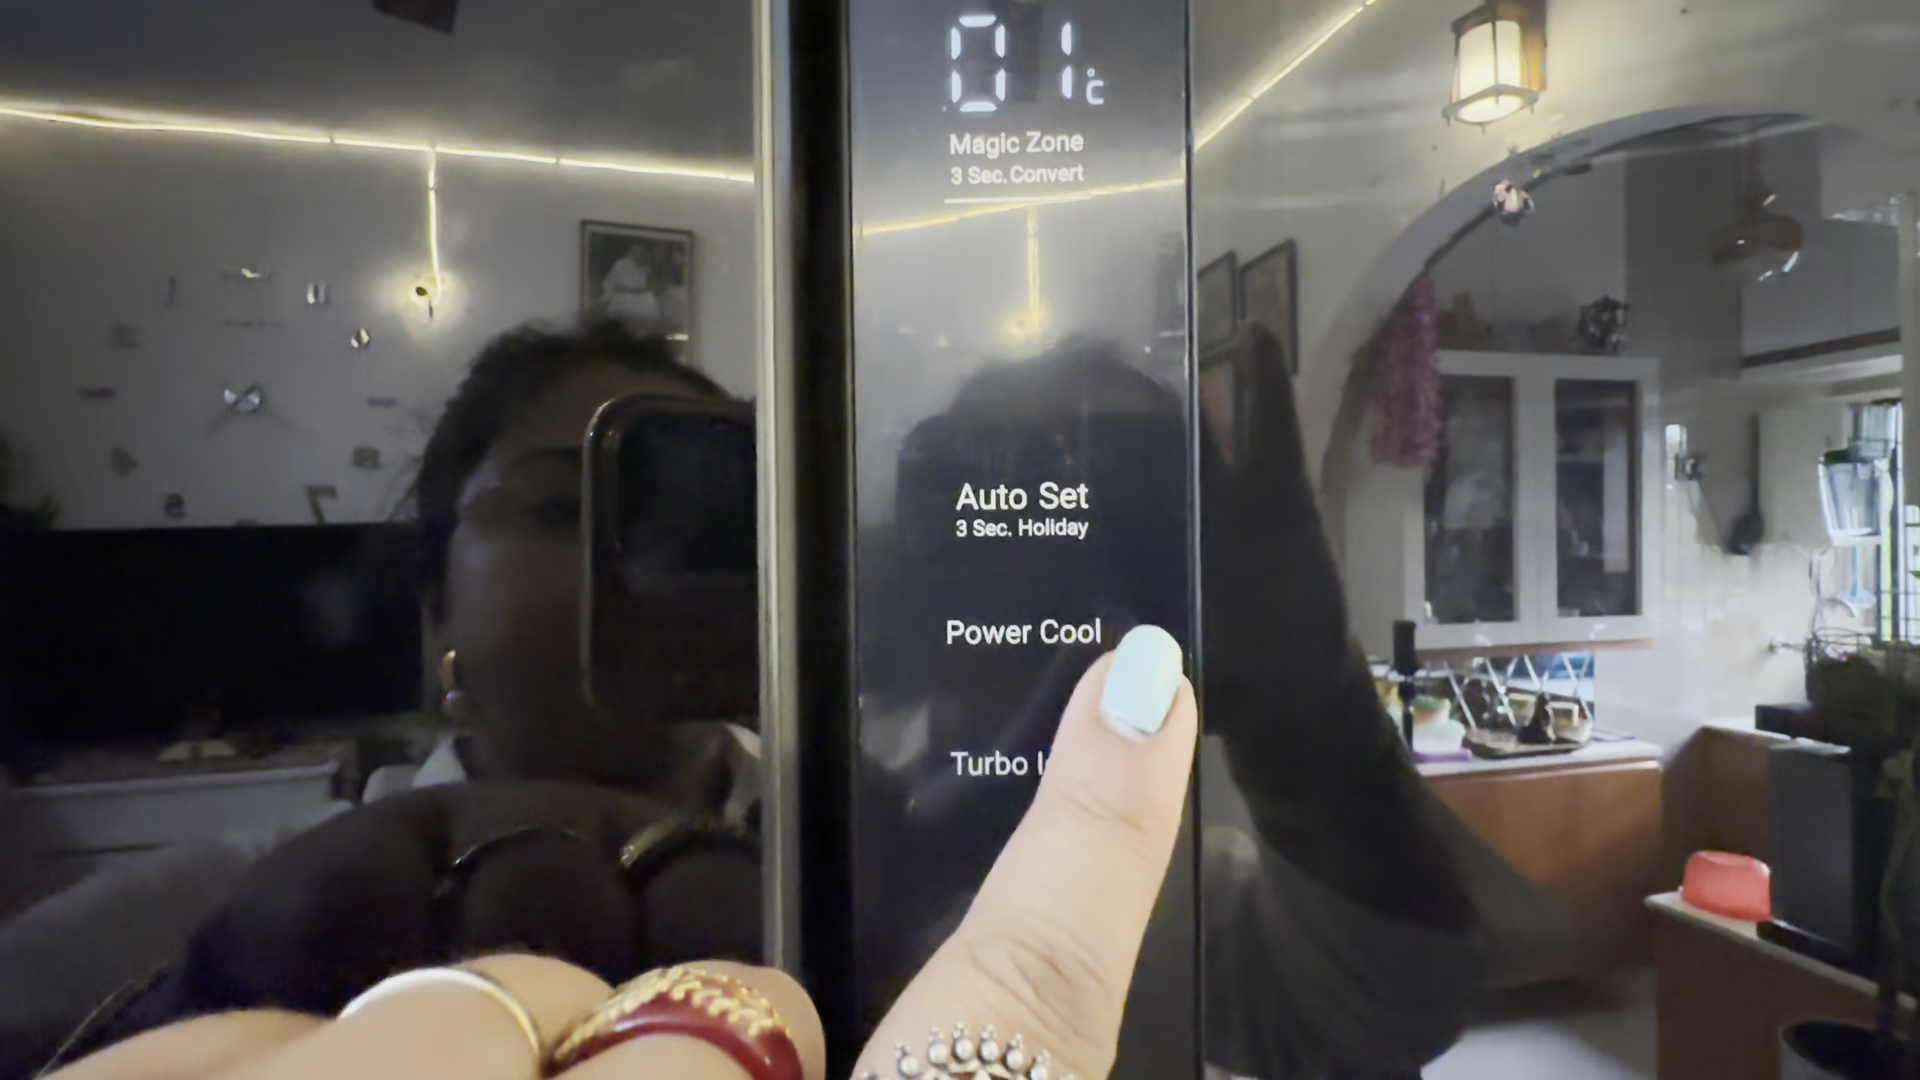 01°C
Magic Zone
3 Sec. Convert
Auto Set
3 Sec. Holiday
Power Cool
Turbo